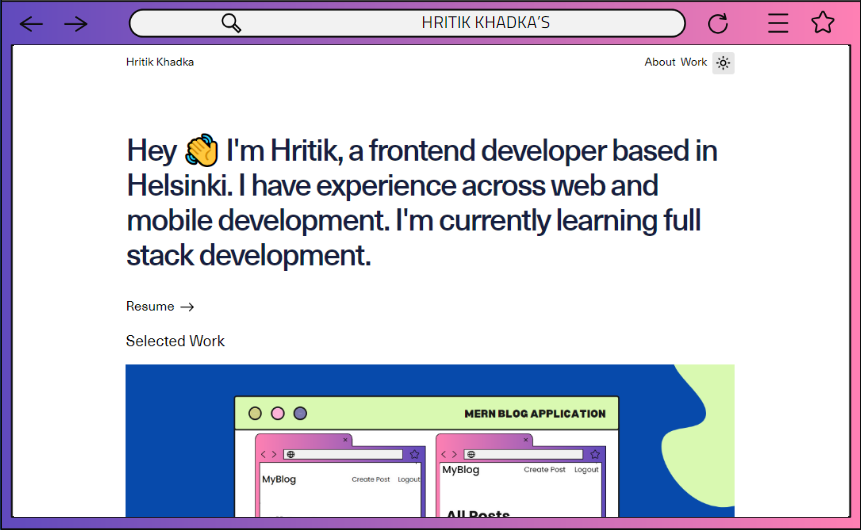 HRITIK KHADKA'S
Hritik Khadka
About Work
Hey 👋 I'm Hritik, a frontend developer based in
Helsinki. I have experience across web and
mobile development. I'm currently learning full
stack development.
Resume →
Selected Work
MERN BLOG APPLICATION
MyBlog Create Post Logout
MyBlog Create Post Logout
All Posts